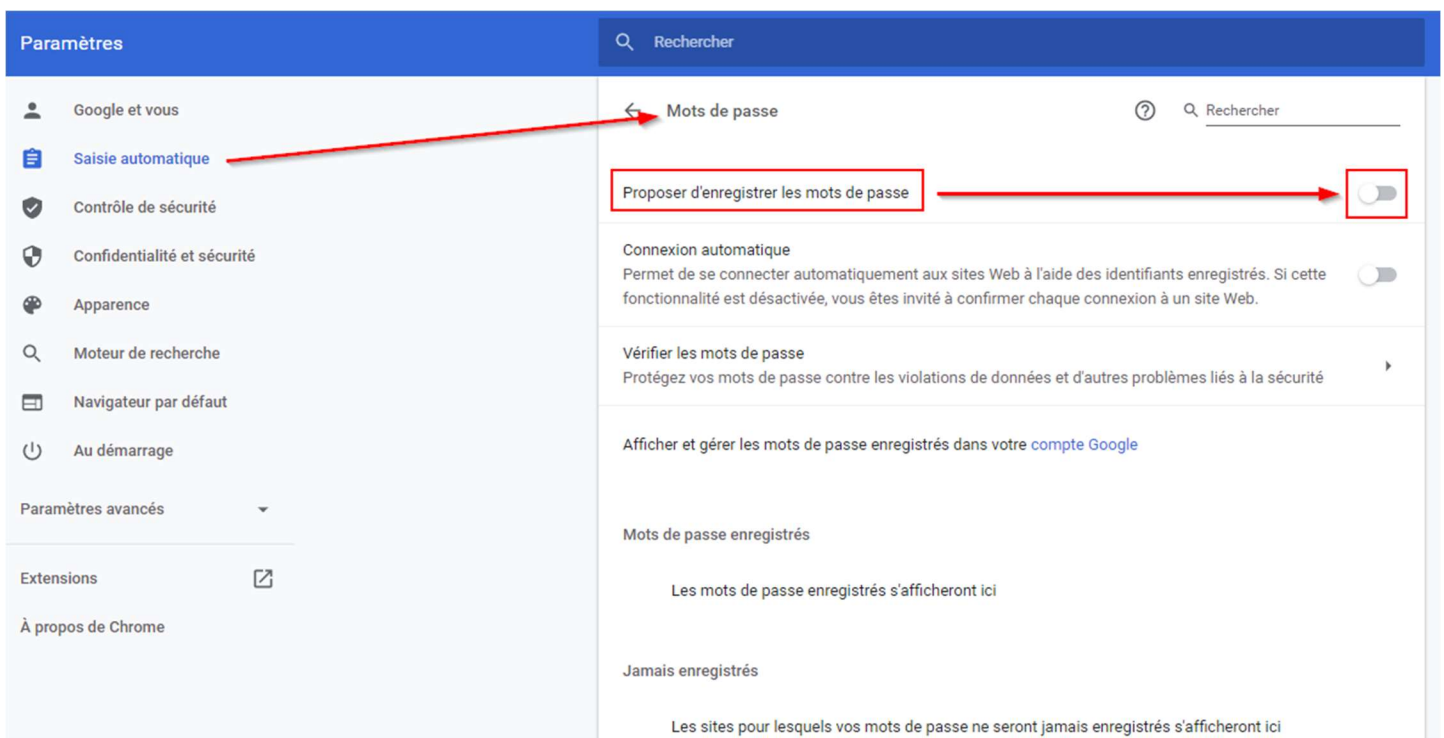 Paramètres
Rechercher
Google et vous
Saisie automatique
Contrôle de sécurité
Confidentialité et sécurité
Apparence
Moteur de recherche
Navigateur par défaut
Au démarrage
Paramètres avancés
Extensions
À propos de Chrome
Mots de passe
Rechercher
Proposer d'enregistrer les mots de passe
Connexion automatique
Permet de se connecter automatiquement aux sites Web à l'aide des identifiants enregistrés. Si cette
fonctionnalité est désactivée, vous êtes invité à confirmer chaque connexion à un site Web.
Vérifier les mots de passe
Protégez vos mots de passe contre les violations de données et d'autres problèmes liés à la sécurité
Afficher et gérer les mots de passe enregistrés dans votre compte Google
Mots de passe enregistrés
Les mots de passe enregistrés s'afficheront ici
Jamais enregistrés
Les sites pour lesquels vos mots de passe ne seront jamais enregistrés s'afficheront ici